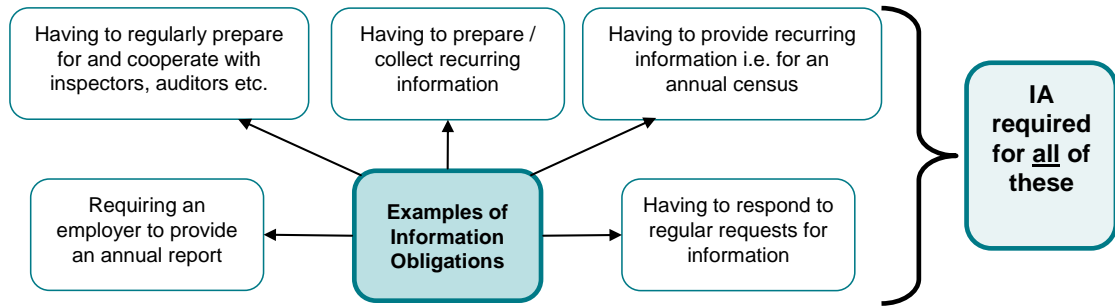 Having to regularly prepare
for and cooperate with
inspectors, auditors etc.
Having to prepare /
collect recurring
information
Having to provide recurring
information i.e. for an
annual census
IA
required
for all of
these
Requiring an
employer to provide
an annual report
Examples of
Information
Obligations
Having to respond to
regular requests for
information